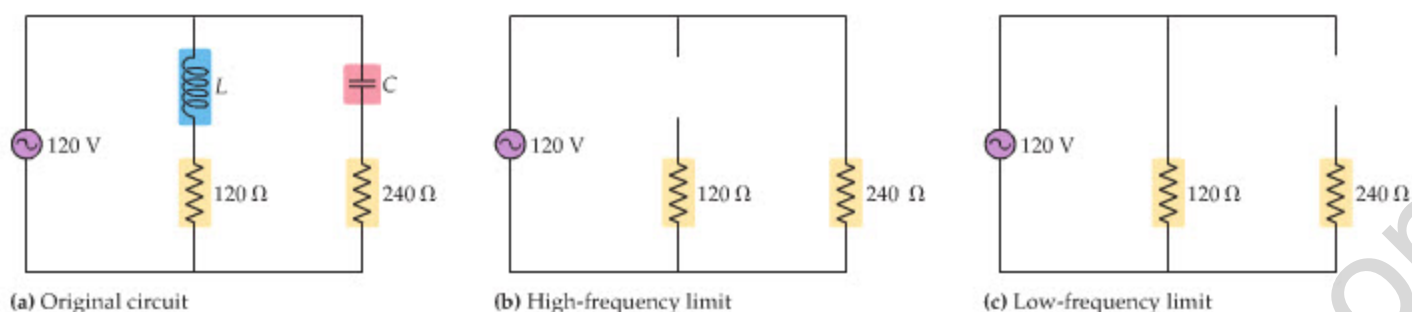 L
C
120 V
120 Ω
240 Ω
(a) Original circuit
120 V
120 Ω
240 Ω
(b) High-frequency limit
120 V
120 Ω
240 Ω
(c) Low-frequency limit